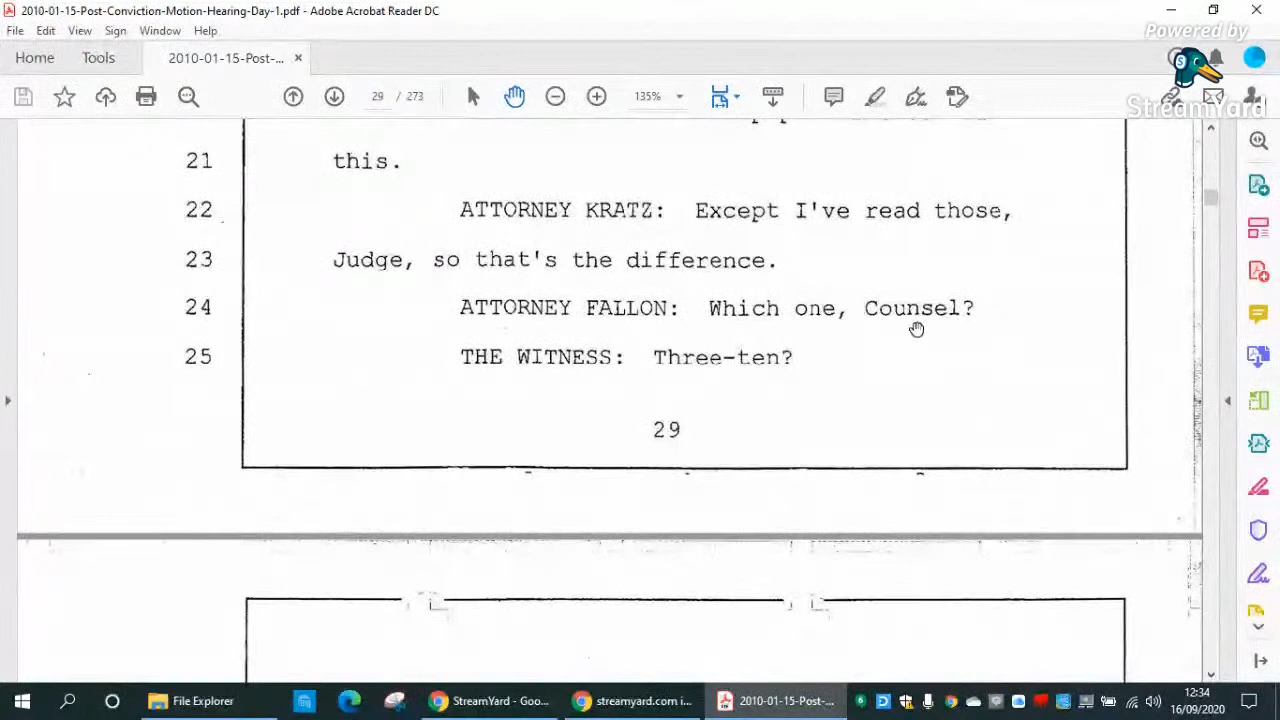 2010-01-15-Post-Conviction-Motion-Hearing-Day-1.pdf - Adobe Acrobat Reader DC
File Edit View Sign Window Help
Powered by
Home Tools 2010-01-15-Post-... ×
StreamYard
29 / 273 135%
21 this.
22 ATTORNEY KRATZ: Except I've read those,
23 Judge, so that's the difference.
24 ATTORNEY FALLON: Which one, Counsel?
25 THE WITNESS: Three-ten?
29
File Explorer StreamYard - Goo... streamyard.com i... 2010-01-15-Post-... 12:34
16/09/2020